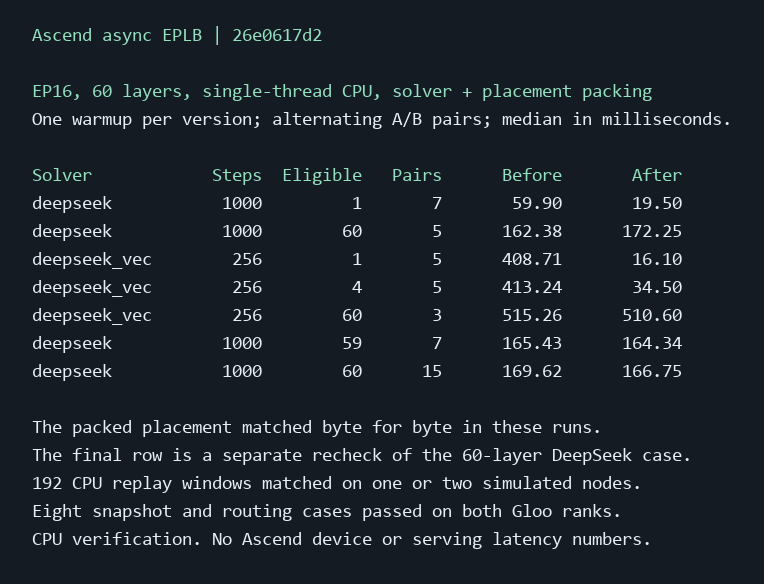 Ascend async EPLB | 26e0617d2
EP16, 60 layers, single-thread CPU, solver + placement packing
One warmup per version; alternating A/B pairs; median in milliseconds.
Solver Steps Eligible Pairs Before After
deepseek 1000 1 7 59.90 19.50
deepseek 1000 60 5 162.38 172.25
deepseek_vec 256 1 5 408.71 16.10
deepseek_vec 256 4 5 413.24 34.50
deepseek_vec 256 60 3 515.26 510.60
deepseek 1000 59 7 165.43 164.34
deepseek 1000 60 15 169.62 166.75
The packed placement matched byte for byte in these runs.
The final row is a separate recheck of the 60-layer DeepSeek case.
192 CPU replay windows matched on one or two simulated nodes.
Eight snapshot and routing cases passed on both Gloo ranks.
CPU verification. No Ascend device or serving latency numbers.